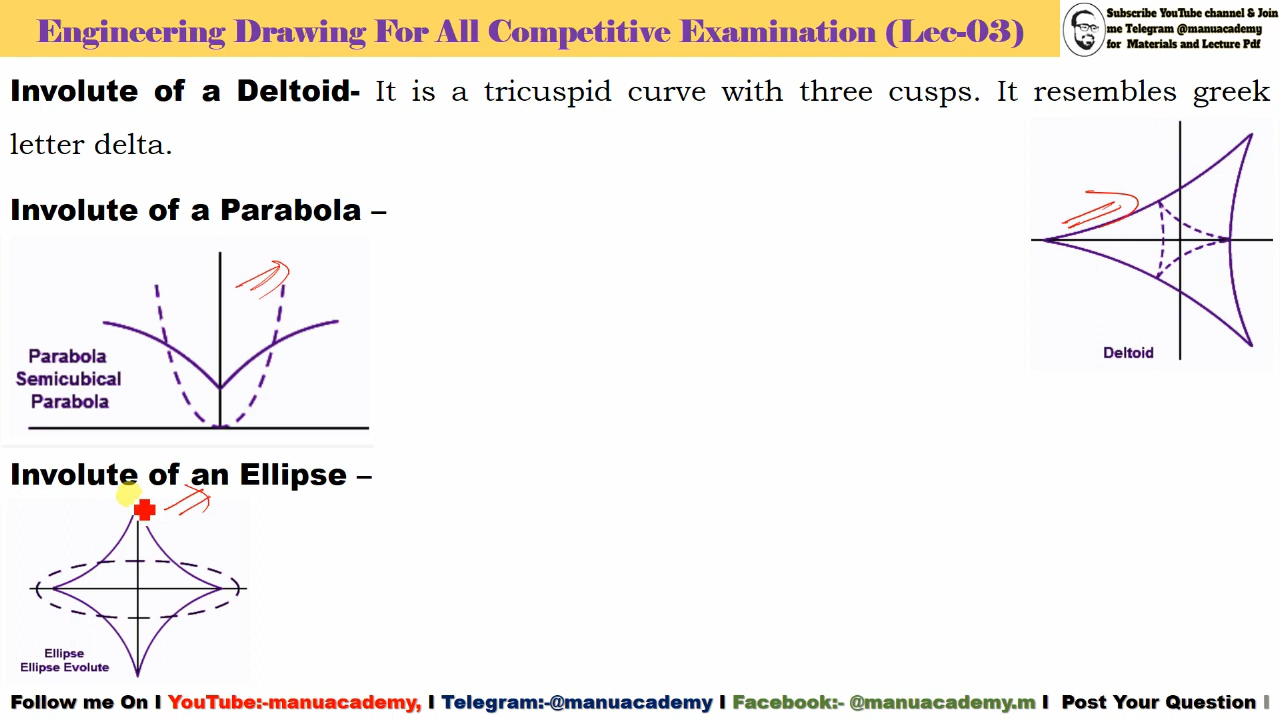 Engineering Drawing For All Competitive Examination (Lec-03)
Subscribe YouTube channel & Join
me Telegram @manuacademy
for Materials and Lecture Pdf
Involute of a Deltoid- It is a tricuspid curve with three cusps. It resembles greek
letter delta.
Deltoid
Involute of a Parabola –
Parabola
Semicubical
Parabola
Involute of an Ellipse –
Ellipse
Ellipse Evolute
Follow me On I YouTube:-manuacademy, I Telegram:-@manuacademy I Facebook:- @manuacademy.m I Post Your Question I